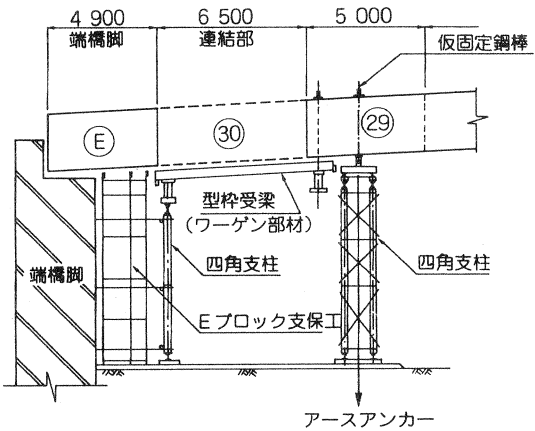 4 900
6 500
5 000
端橋脚
連結部
仮固定鋼棒
E
30
29
型枠受梁
(ワーゲン部材)
四角支柱
四角支柱
端橋脚
Eブロック支保工
アースアンカー